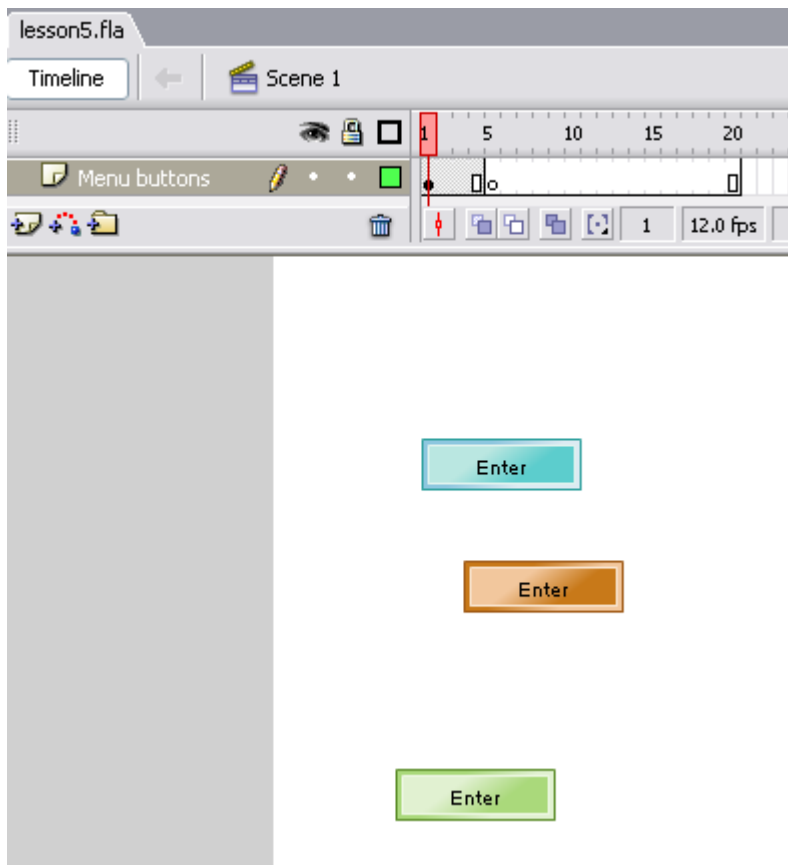 lesson5.fla
Timeline Scene 1
1 5 10 15 20
Menu buttons
1 12.0 fps
Enter
Enter
Enter